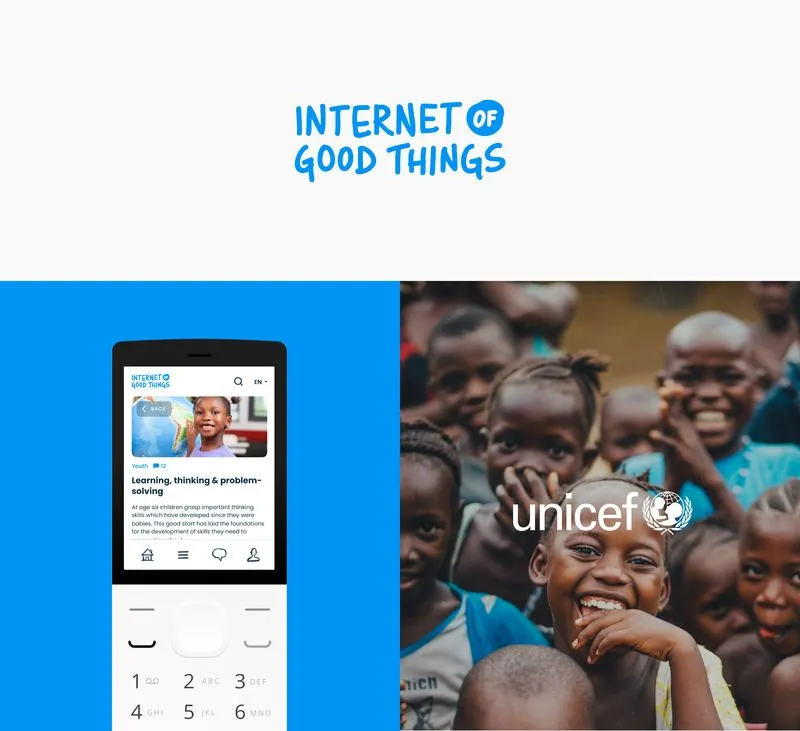 INTERNET OF
GOOD THINGS
INTERNET OF
GOOD THINGS
EN
BACK
Youth 12
Learning, thinking & problem-
solving
At age six children grasp important thinking
skills which have developed since they were
babies. This good start has laid the foundations
for the development of skills they need to
1 2 ABC 3 DEF
4 GHI 5 JKL 6 MNO
unicef